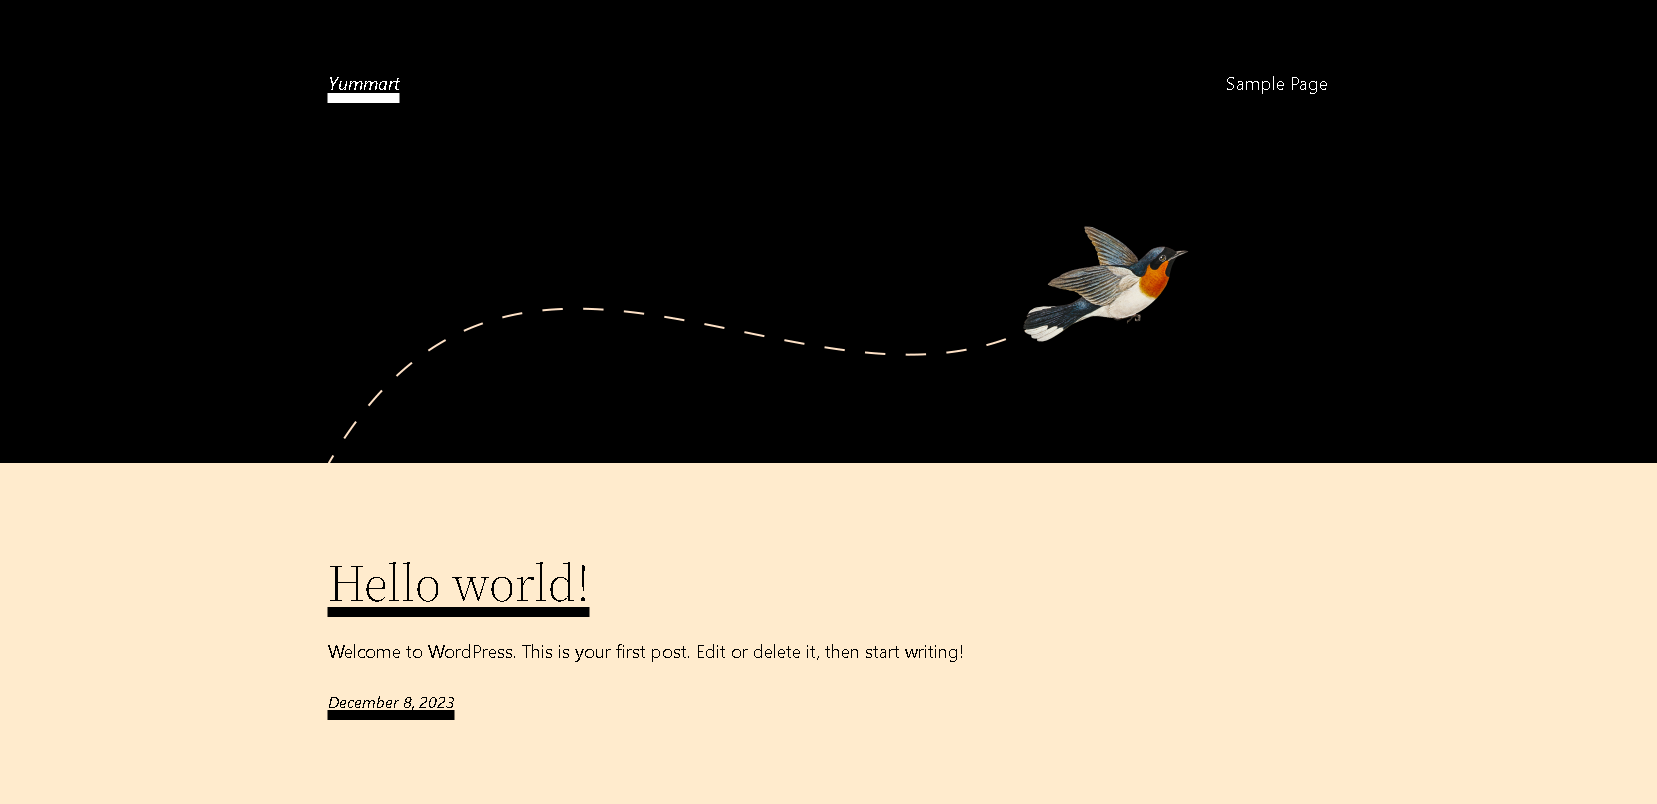 Yummart
Sample Page
Hello world!
Welcome to WordPress. This is your first post. Edit or delete it, then start writing!
December 8, 2023